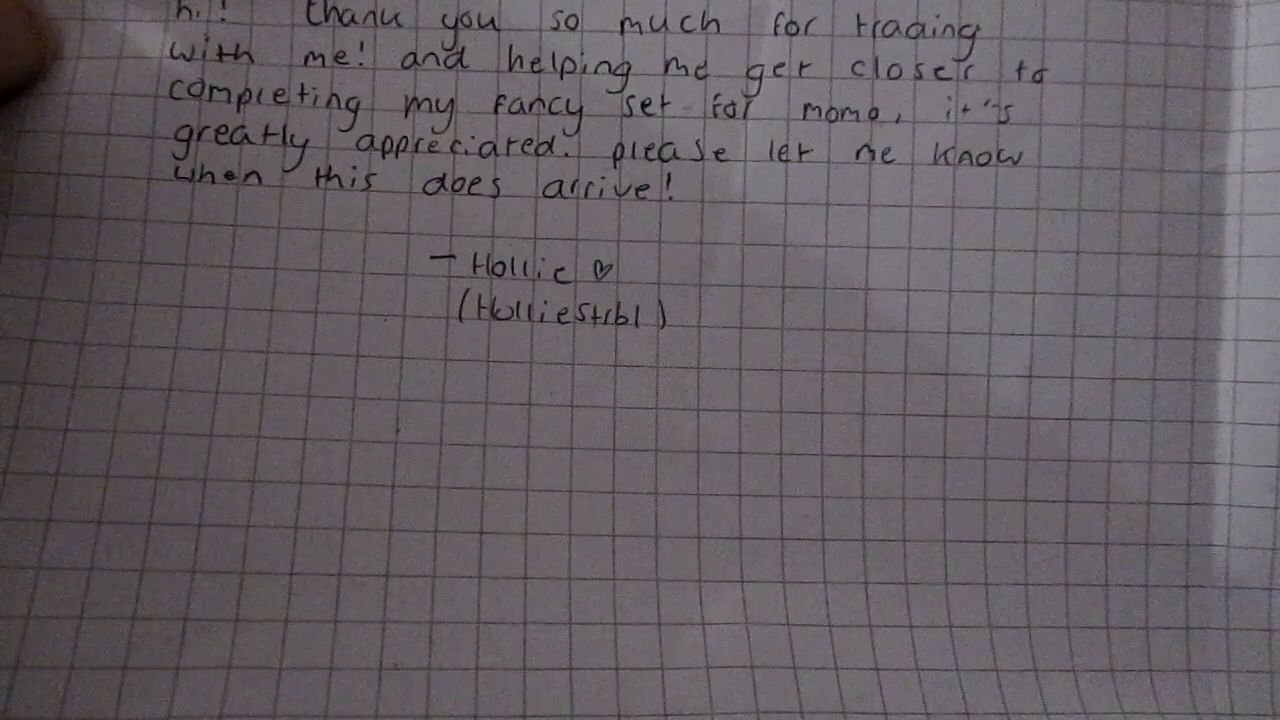 hi! thank you so much for trading
with me! and helping me get closer to
completing my fancy set for momo, it's
greatly appreciated. please let me know
when this does arrive!
- Hollie ♡
(Holliestrbl)